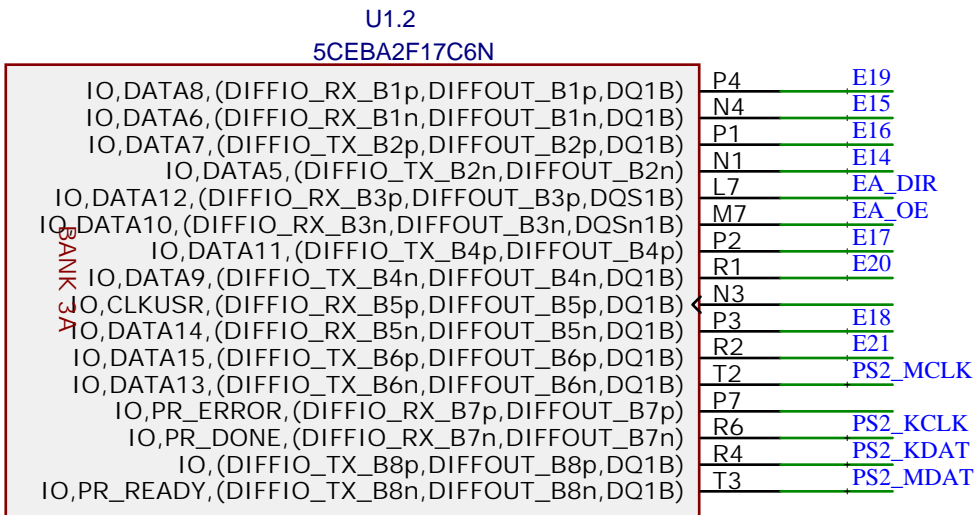 U1.2
5CEBA2F17C6N
IO,DATA8,(DIFFIO_RX_B1p,DIFFOUT_B1p,DQ1B) P4 E19
IO,DATA6,(DIFFIO_RX_B1n,DIFFOUT_B1n,DQ1B) N4 E15
IO,DATA7,(DIFFIO_TX_B2p,DIFFOUT_B2p,DQ1B) P1 E16
IO,DATA5,(DIFFIO_TX_B2n,DIFFOUT_B2n) N1 E14
IO,DATA12,(DIFFIO_RX_B3p,DIFFOUT_B3p,DQS1B) L7 EA_DIR
IO,DATA10,(DIFFIO_RX_B3n,DIFFOUT_B3n,DQSn1B) M7 EA_OE
IO,DATA11,(DIFFIO_TX_B4p,DIFFOUT_B4p) P2 E17
IO,DATA9,(DIFFIO_TX_B4n,DIFFOUT_B4n,DQ1B) R1 E20
IO,CLKUSR,(DIFFIO_RX_B5p,DIFFOUT_B5p,DQ1B) N3
IO,DATA14,(DIFFIO_RX_B5n,DIFFOUT_B5n,DQ1B) P3 E18
IO,DATA15,(DIFFIO_TX_B6p,DIFFOUT_B6p,DQ1B) R2 E21
IO,DATA13,(DIFFIO_TX_B6n,DIFFOUT_B6n,DQ1B) T2 PS2_MCLK
IO,PR_ERROR,(DIFFIO_RX_B7p,DIFFOUT_B7p) P7
IO,PR_DONE,(DIFFIO_RX_B7n,DIFFOUT_B7n) R6 PS2_KCLK
IO,(DIFFIO_TX_B8p,DIFFOUT_B8p,DQ1B) R4 PS2_KDAT
IO,PR_READY,(DIFFIO_TX_B8n,DIFFOUT_B8n,DQ1B) T3 PS2_MDAT
BANK 3A